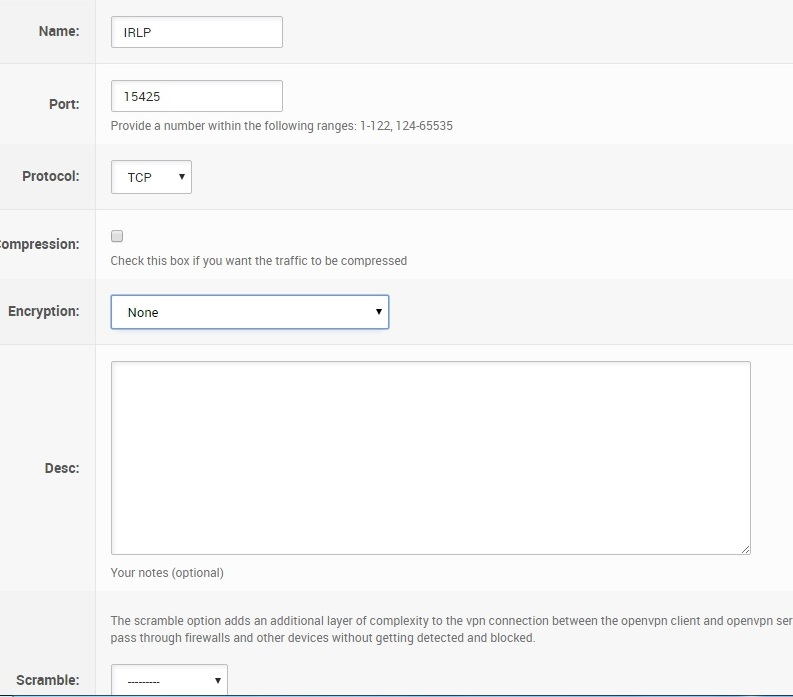 Name: IRLP
Port: 15425
Provide a number within the following ranges: 1-122, 124-65535
Protocol: TCP
ompression:
Check this box if you want the traffic to be compressed
Encryption: None
Desc:
Your notes (optional)
The scramble option adds an additional layer of complexity to the vpn connection between the openvpn client and openvpn ser
pass through firewalls and other devices without getting detected and blocked.
Scramble: ---------